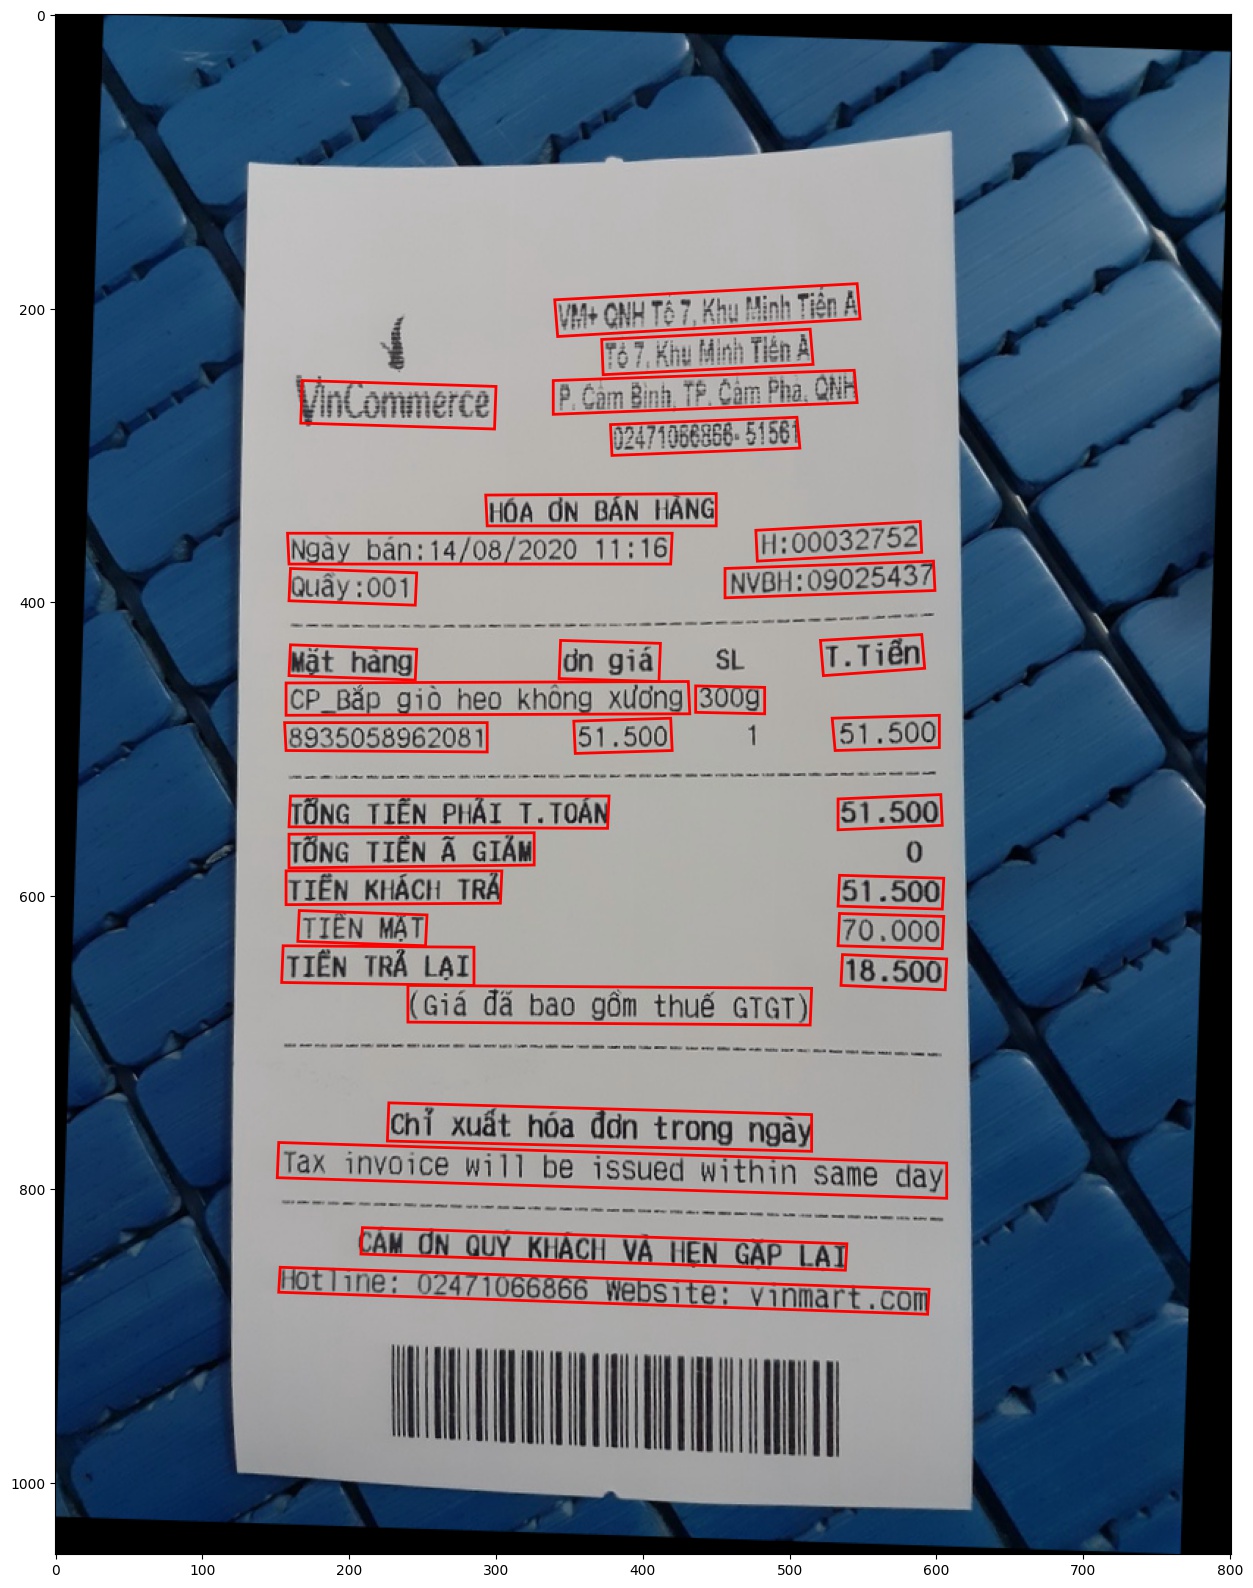 VM+ QNH Tổ 7, Khu Minh Tiến A
Tổ 7, Khu Minh Tiến A
VinCommerce
P. Cẩm Bình, TP. Cẩm Phả, QNH
02471066866-51561
HÓA ƠN BÁN HÀNG
Ngày bán:14/08/2020 11:16 H:00032752
Quầy:001 NVBH:09025437
Mặt hàng ơn giá SL T.Tiền
CP_Bắp giò heo không xương 300g
8935058962081 51.500 1 51.500
TỔNG TIỀN PHẢI T.TOÁN 51.500
TỔNG TIỀN Ã GIẢM 0
TIỀN KHÁCH TRẢ 51.500
TIỀN MẶT 70.000
TIỀN TRẢ LẠI 18.500
(Giá đã bao gồm thuế GTGT)
Chỉ xuất hóa đơn trong ngày
Tax invoice will be issued within same day
CẢM ƠN QUÝ KHÁCH VÀ HẸN GẶP LẠI
Hotline: 02471066866 Website: vinmart.com
0
200
400
600
800
1000
0 100 200 300 400 500 600 700 800